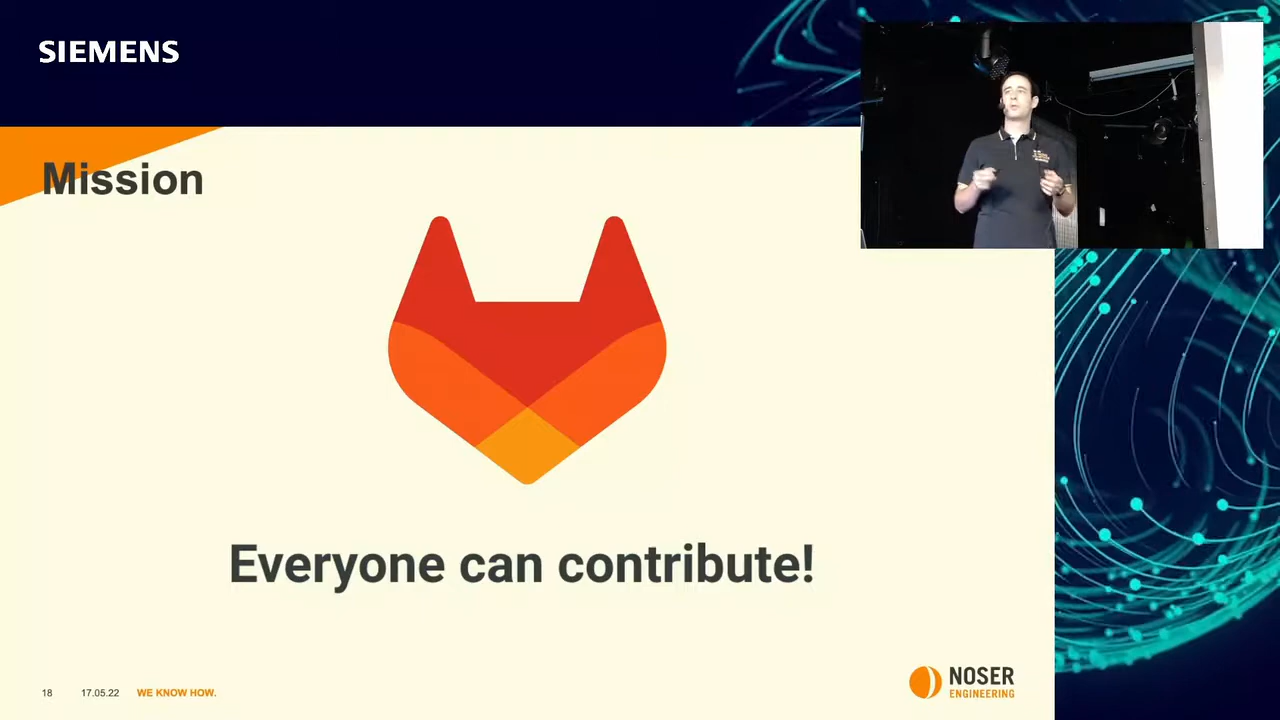 SIEMENS
Mission
Everyone can contribute!
18 17.05.22 WE KNOW HOW.
NOSER
ENGINEERING